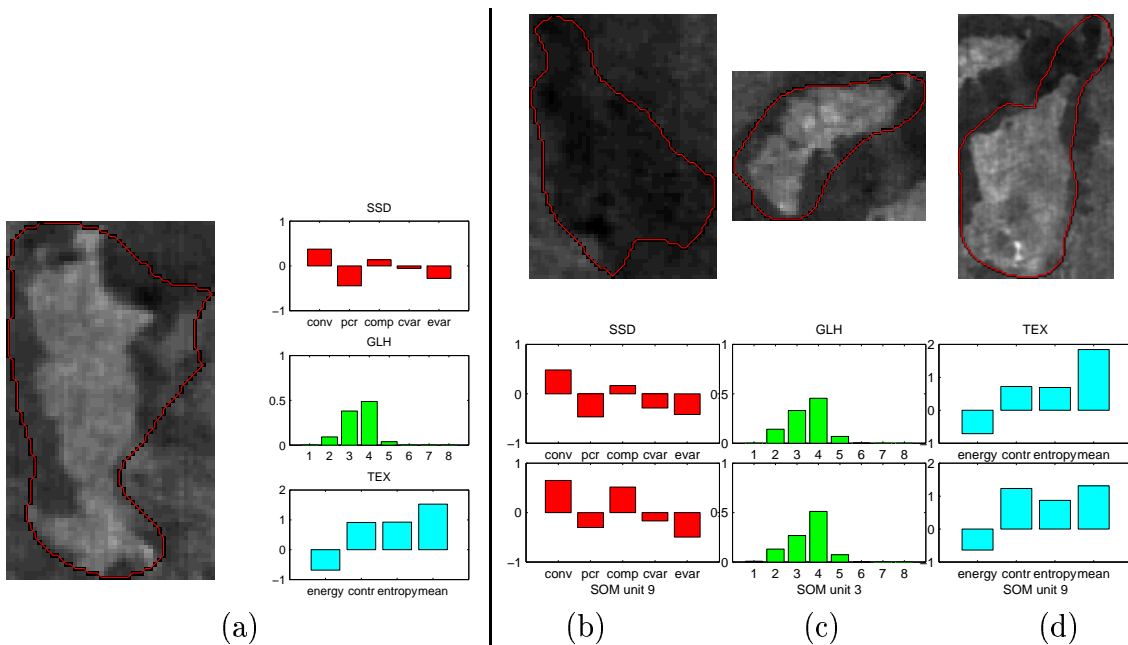 SSD
1
0
−1
conv pcr comp cvar evar
GLH
1
0.5
0
1 2 3 4 5 6 7 8
TEX
2
1
0
−1
energy contr entropy mean
(a)
SSD GLH TEX
1
0
−1
conv pcr comp cvar evar
1
0.5
0
1 2 3 4 5 6 7 8
2
1
0
−1
energy contr entropy mean
1
0
−1
conv pcr comp cvar evar
1
0.5
0
1 2 3 4 5 6 7 8
2
1
0
−1
energy contr entropy mean
SOM unit 9 SOM unit 3 SOM unit 9
(b) (c) (d)